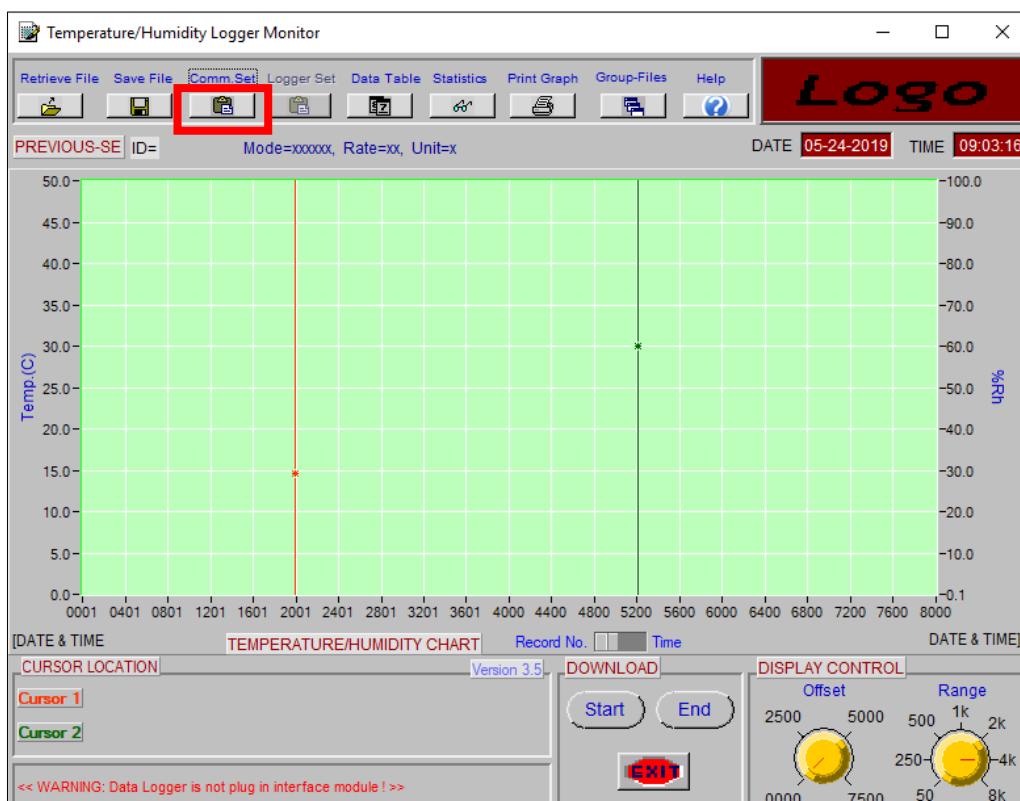 Temperature/Humidity Logger Monitor
Retrieve File Save File Comm.Set Logger Set Data Table Statistics Print Graph Group-Files Help
Logo
PREVIOUS-SE ID= Mode=xxxxxx, Rate=xx, Unit=x DATE 05-24-2019 TIME 09:03:16
50.0 100.0
45.0 90.0
40.0 80.0
35.0 70.0
30.0 60.0
25.0 50.0
20.0 40.0
15.0 30.0
10.0 20.0
5.0 10.0
0.0 0.1
Temp.(C)
%Rh
0001 0401 0801 1201 1601 2001 2401 2801 3201 3601 4000 4400 4800 5200 5600 6000 6400 6800 7200 7600 8000
[DATE & TIME TEMPERATURE/HUMIDITY CHART Record No. Time DATE & TIME]
CURSOR LOCATION Version 3.5
Cursor 1
Cursor 2
<< WARNING: Data Logger is not plug in interface module ! >>
DOWNLOAD
Start End
EXIT
DISPLAY CONTROL
Offset
2500 5000
0000 7500
Range
500 1k 2k
250 4k
50 8k